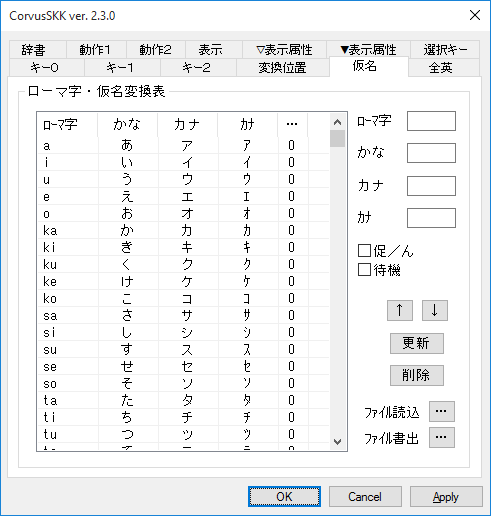 CorvusSKK ver. 2.3.0
辞書 動作1 動作2 表示 ▽表示属性 ▼表示属性 選択キー
キー0 キー1 キー2 変換位置 仮名 全英
ローマ字・仮名変換表
ﾛｰﾏ字 かな カナ ｶﾅ …
a あ ア ｱ 0
i い イ ｲ 0
u う ウ ｳ 0
e え エ ｴ 0
o お オ ｵ 0
ka か カ ｶ 0
ki き キ ｷ 0
ku く ク ｸ 0
ke け ケ ｹ 0
ko こ コ ｺ 0
sa さ サ ｻ 0
si し シ ｼ 0
su す ス ｽ 0
se せ セ ｾ 0
so そ ソ ｿ 0
ta た タ ﾀ 0
ti ち チ ﾁ 0
tu つ ツ ﾂ 0
ﾛｰﾏ字
かな
カナ
ｶﾅ
促／ん
待機
↑ ↓
更新
削除
ﾌｧｲﾙ読込 …
ﾌｧｲﾙ書出 …
OK Cancel Apply